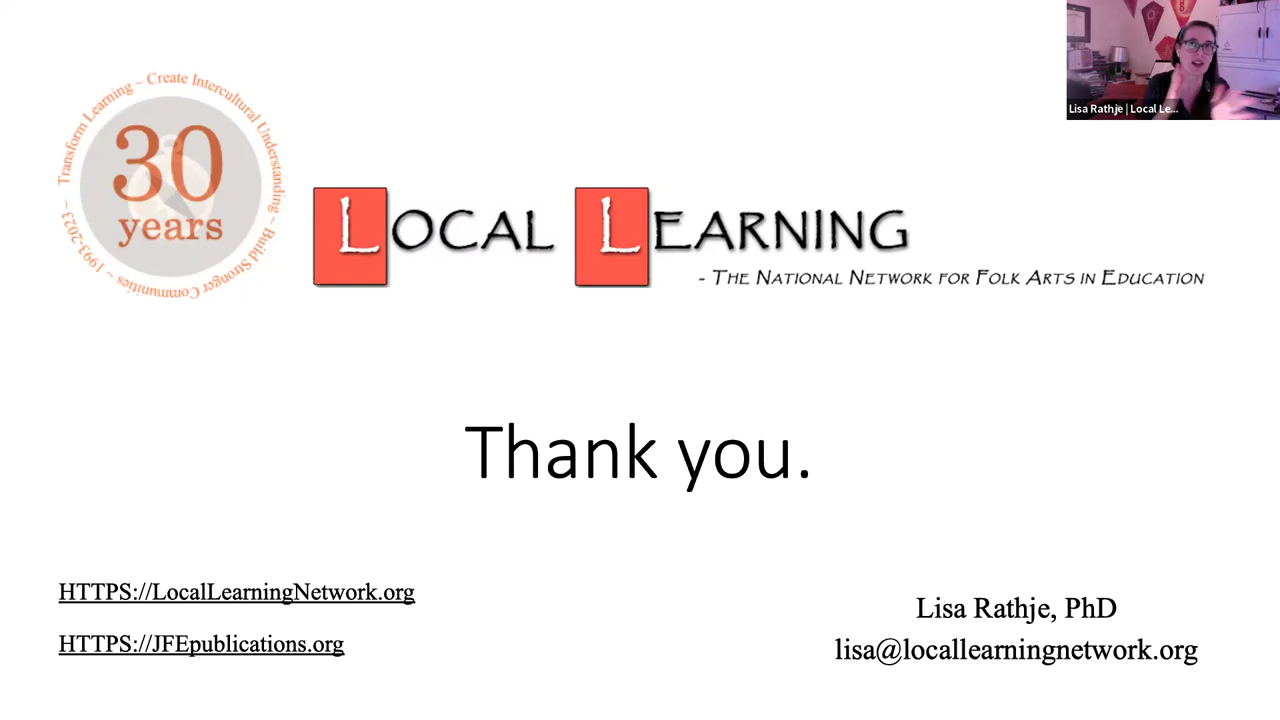 Lisa Rathje | Local Le...
Transform Learning ~ Create Intercultural Understanding ~ Build Stronger Communities ~ 1993-2023 ~
30
years
LOCAL LEARNING
- THE NATIONAL NETWORK FOR FOLK ARTS IN EDUCATION
Thank you.
HTTPS://LocalLearningNetwork.org
HTTPS://JFEpublications.org
Lisa Rathje, PhD
lisa@locallearningnetwork.org